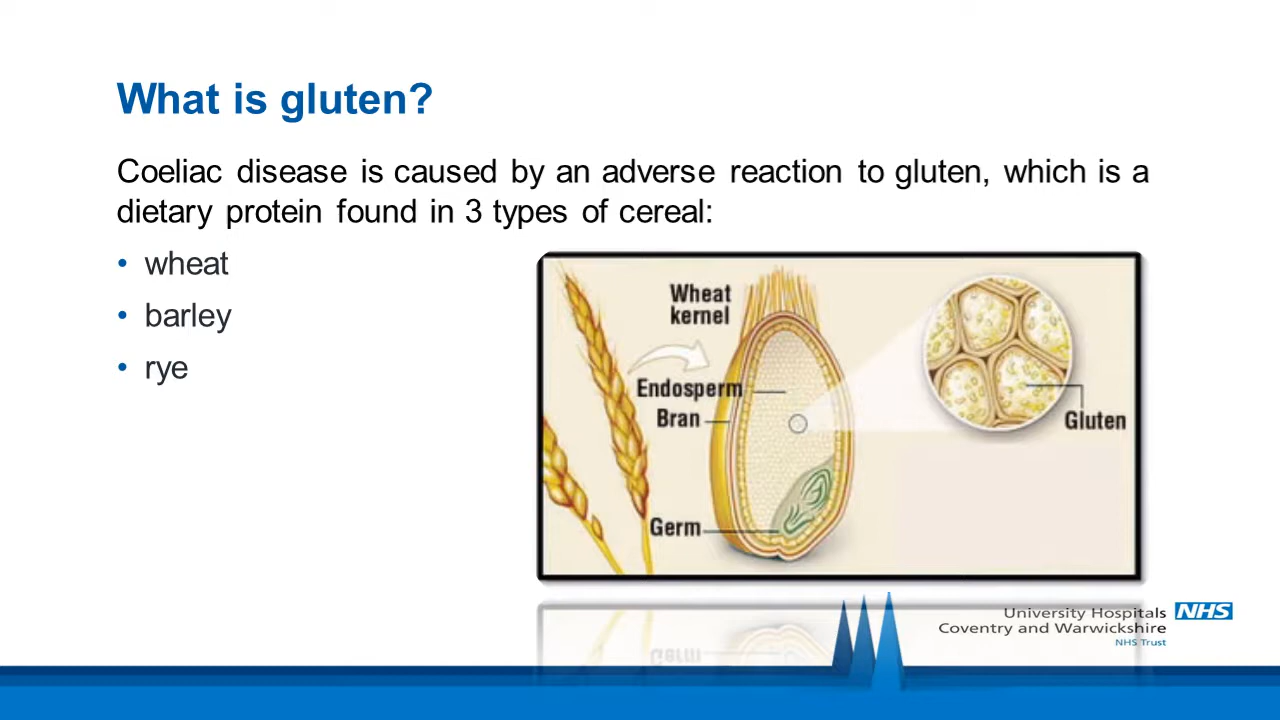 What is gluten?
Coeliac disease is caused by an adverse reaction to gluten, which is a
dietary protein found in 3 types of cereal:
• wheat
• barley
• rye
Wheat
kernel
Endosperm
Bran
Germ
Gluten
Germ
University Hospitals NHS
Coventry and Warwickshire
NHS Trust